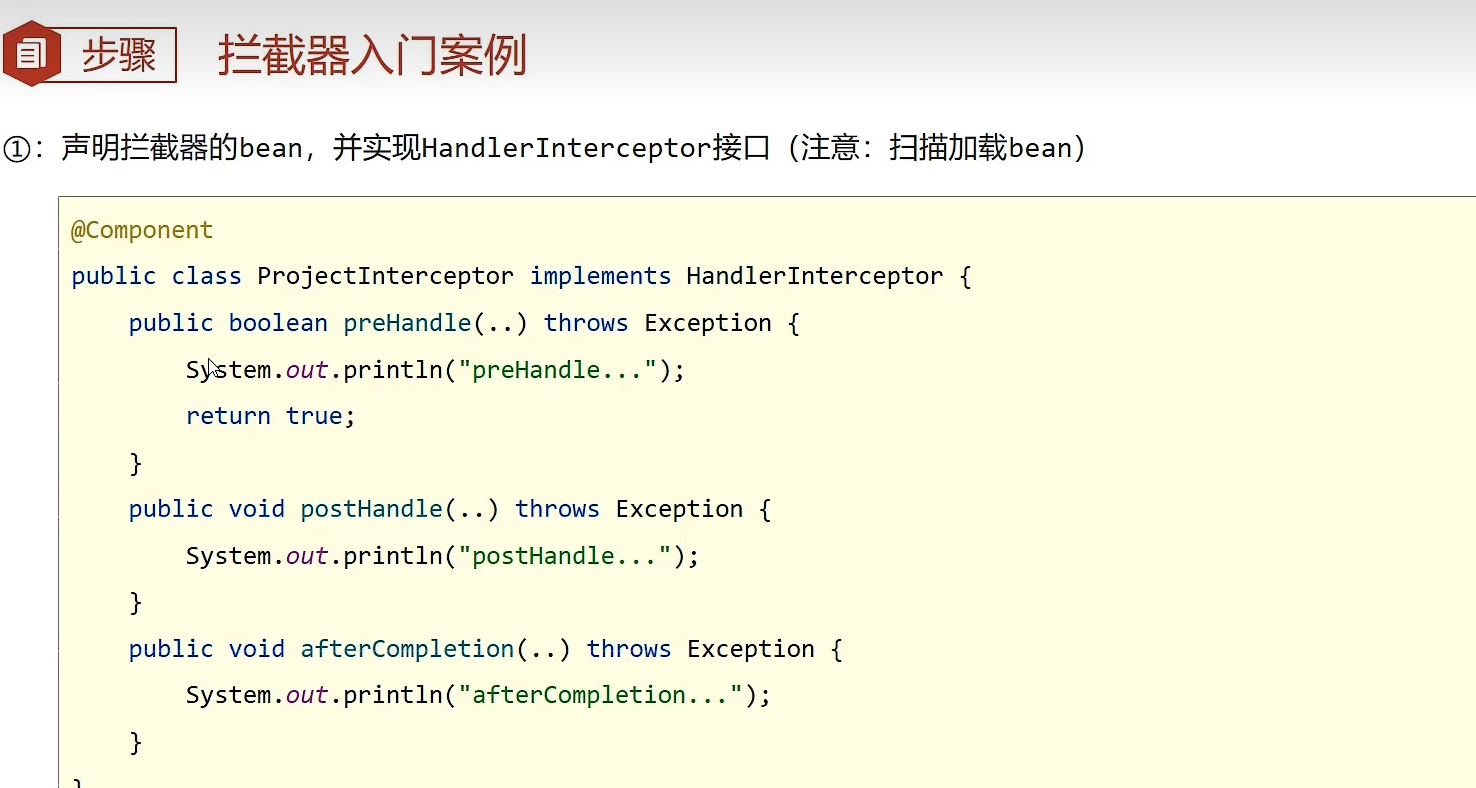 步骤 拦截器入门案例
①：声明拦截器的bean，并实现HandlerInterceptor接口（注意：扫描加载bean）
@Component
public class ProjectInterceptor implements HandlerInterceptor {
    public boolean preHandle(..) throws Exception {
        System.out.println("preHandle...");
        return true;
    }
    public void postHandle(..) throws Exception {
        System.out.println("postHandle...");
    }
    public void afterCompletion(..) throws Exception {
        System.out.println("afterCompletion...");
    }
}